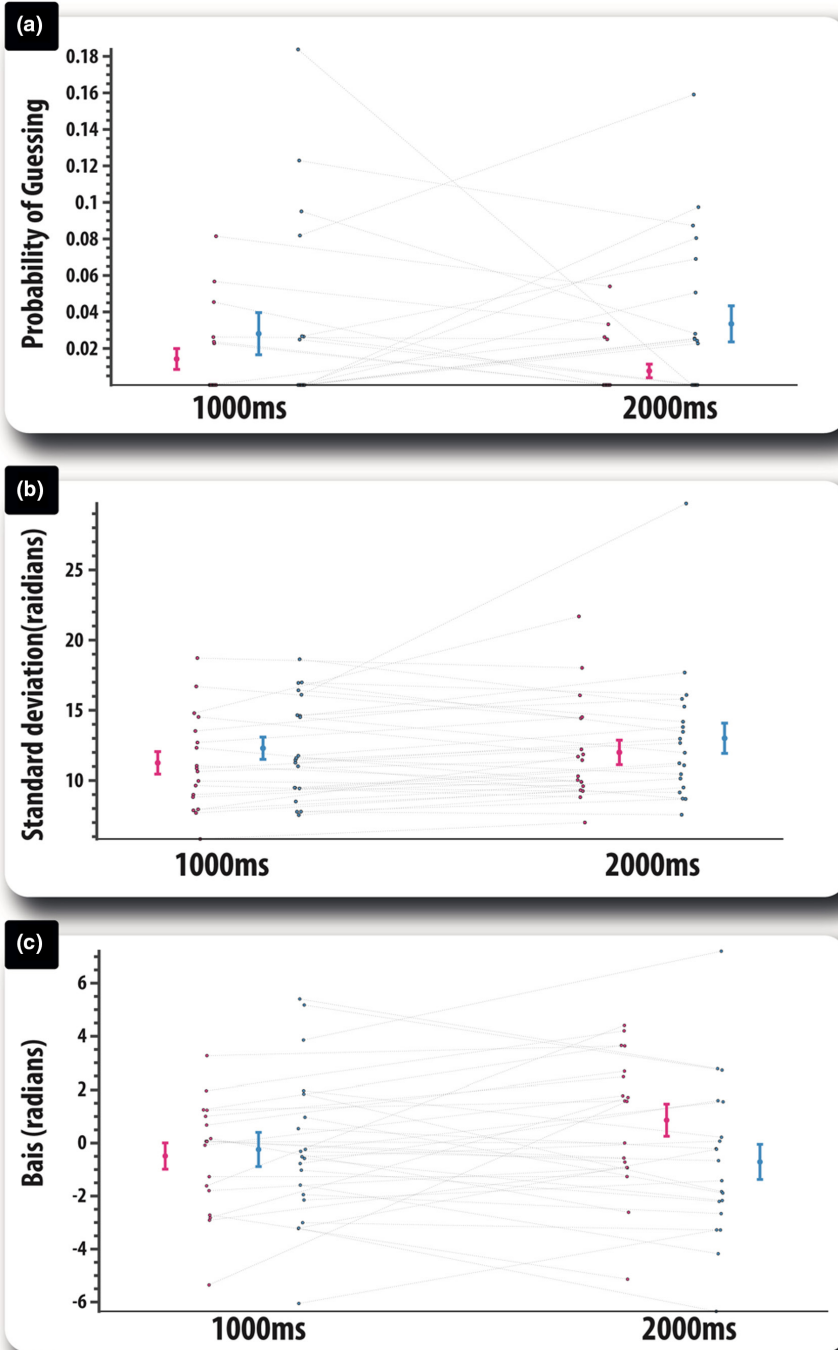 (a)
Probability of Guessing
0.18
0.16
0.14
0.12
0.1
0.08
0.06
0.04
0.02
1000ms 2000ms
(b)
Standard deviation(raidians)
25
20
15
10
1000ms 2000ms
(c)
Bais (radians)
6
4
2
0
-2
-4
-6
1000ms 2000ms